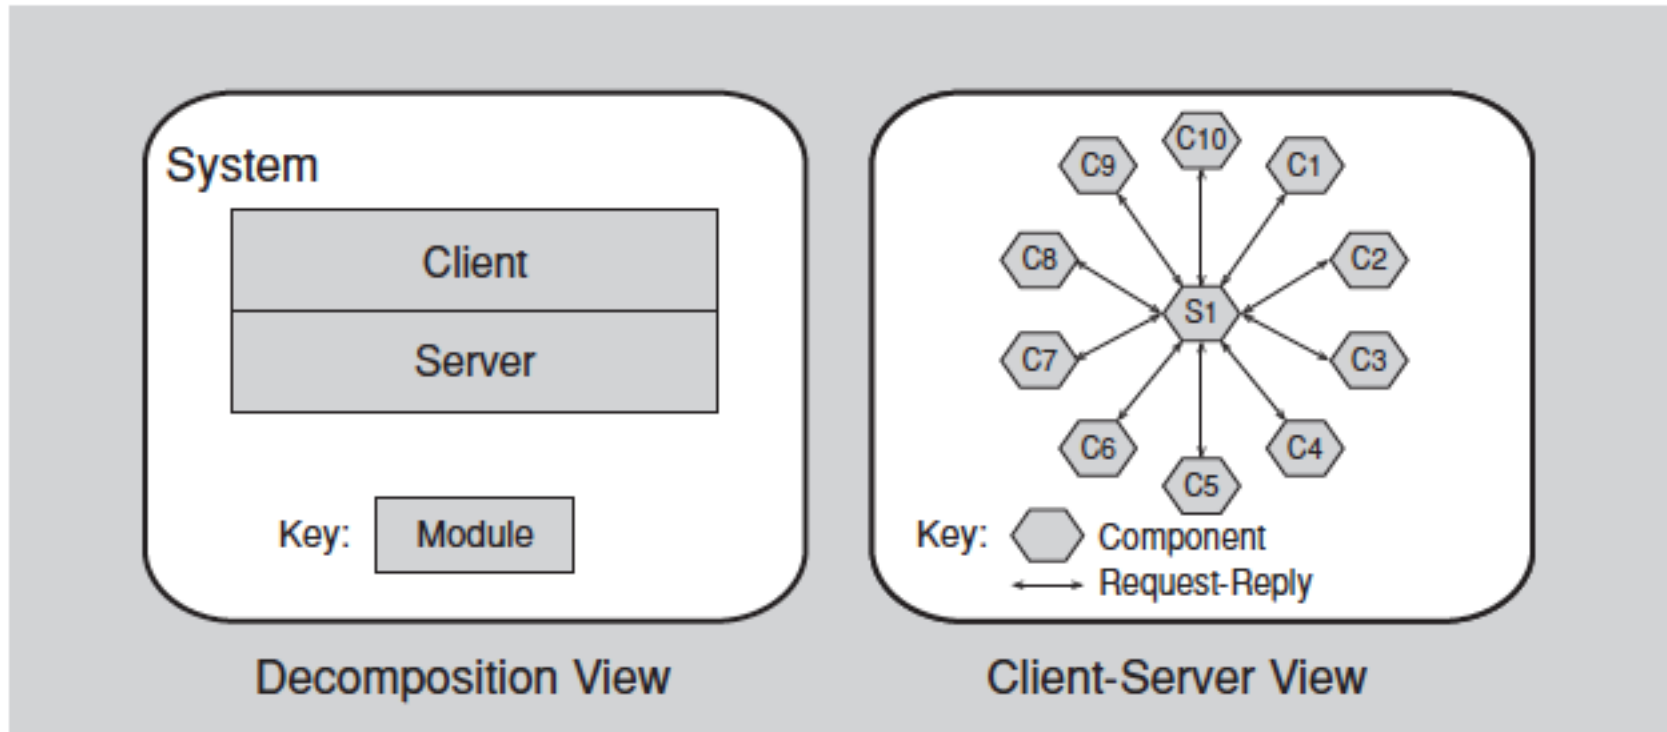 System
Client
Server
Key: Module
Decomposition View
C10
C9 C1
C8 C2
S1
C7 C3
C6 C4
C5
Key: Component
Request-Reply
Client-Server View